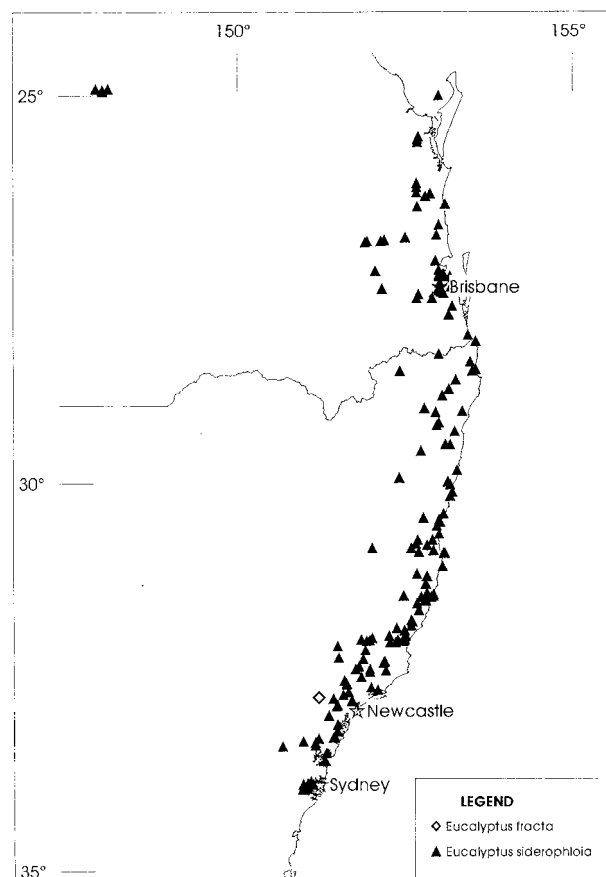 150°
155°
25°
Brisbane
30°
Newcastle
Sydney
LEGEND
Eucalyptus fracta
Eucalyptus siderophloia
35°